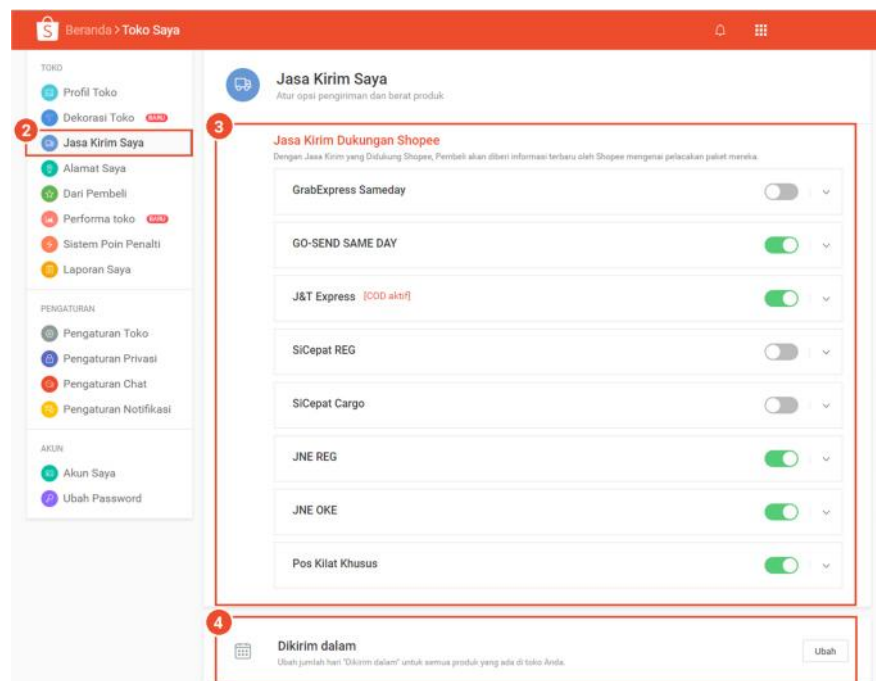 Beranda > Toko Saya
TOKO
Profil Toko
Dekorasi Toko BARU
2
Jasa Kirim Saya
Alamat Saya
Dari Pembeli
Performa toko BARU
Sistem Poin Penalti
Laporan Saya
PENGATURAN
Pengaturan Toko
Pengaturan Privasi
Pengaturan Chat
Pengaturan Notifikasi
AKUN
Akun Saya
Ubah Password
Jasa Kirim Saya
Atur opsi pengiriman dan berat produk
3
Jasa Kirim Dukungan Shopee
Dengan Jasa Kirim yang Didukung Shopee, Pembeli akan diberi informasi terbaru oleh Shopee mengenai pelacakan paket mereka.
GrabExpress Sameday
GO-SEND SAME DAY
J&T Express [COD aktif]
SiCepat REG
SiCepat Cargo
JNE REG
JNE OKE
Pos Kilat Khusus
4
Dikirim dalam
Ubah jumlah hari "Dikirim dalam" untuk semua produk yang ada di toko Anda.
Ubah